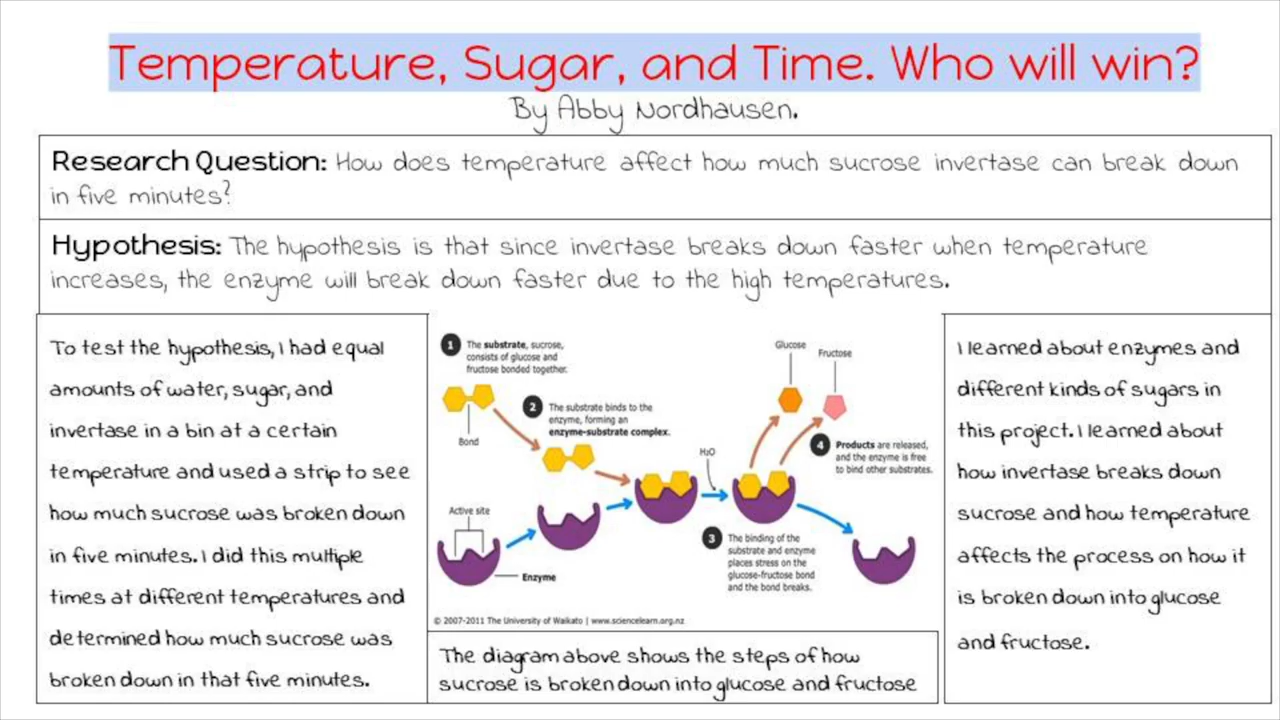 Temperature, Sugar, and Time. Who will win?
By Abby Nordhausen.
Research Question: How does temperature affect how much sucrose invertase can break down
in five minutes?
Hypothesis: The hypothesis is that since invertase breaks down faster when temperature
increases, the enzyme will break down faster due to the high temperatures.
To test the hypothesis, I had equal
amounts of water, sugar, and
invertase in a bin at a certain
temperature and used a strip to see
how much sucrose was broken down
in five minutes. I did this multiple
times at different temperatures and
determined how much sucrose was
broken down in that five minutes.
1 The substrate, sucrose,
consists of glucose and
fructose bonded together.
Bond
2 The substrate binds to the
enzyme, forming an
enzyme-substrate complex.
Active site
Enzyme
H₂O
3 The binding of the
substrate and enzyme
places stress on the
glucose-fructose bond
and the bond breaks.
Glucose
Fructose
4 Products are released,
and the enzyme is free
to bind other substrates.
© 2007-2011 The University of Waikato | www.sciencelearn.org.nz
The diagram above shows the steps of how
sucrose is broken down into glucose and fructose
I learned about enzymes and
different kinds of sugars in
this project. I learned about
how invertase breaks down
sucrose and how temperature
affects the process on how it
is broken down into glucose
and fructose.